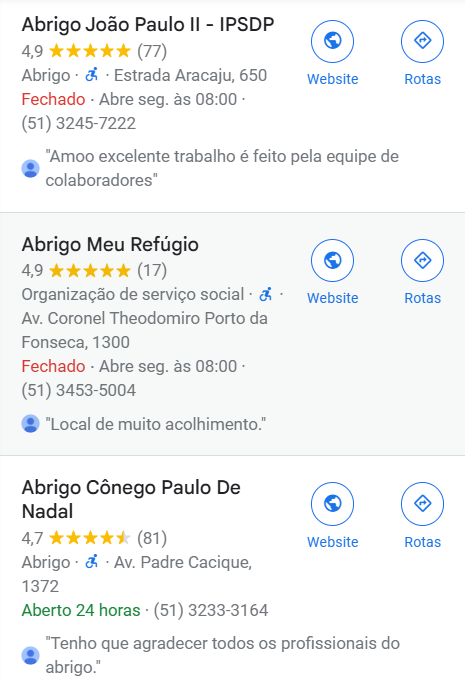 Abrigo João Paulo II - IPSDP
4,9 ★★★★★ (77)
Abrigo · · Estrada Aracaju, 650
Fechado · Abre seg. às 08:00 ·
(51) 3245-7222
Website
Rotas
"Amoo excelente trabalho é feito pela equipe de
colaboradores"
Abrigo Meu Refúgio
4,9 ★★★★★ (17)
Organização de serviço social · ·
Av. Coronel Theodomiro Porto da
Fonseca, 1300
Fechado · Abre seg. às 08:00 ·
(51) 3453-5004
Website
Rotas
"Local de muito acolhimento."
Abrigo Cônego Paulo De
Nadal
4,7 ★★★★★ (81)
Abrigo · · Av. Padre Cacique,
1372
Aberto 24 horas · (51) 3233-3164
Website
Rotas
"Tenho que agradecer todos os profissionais do
abrigo."